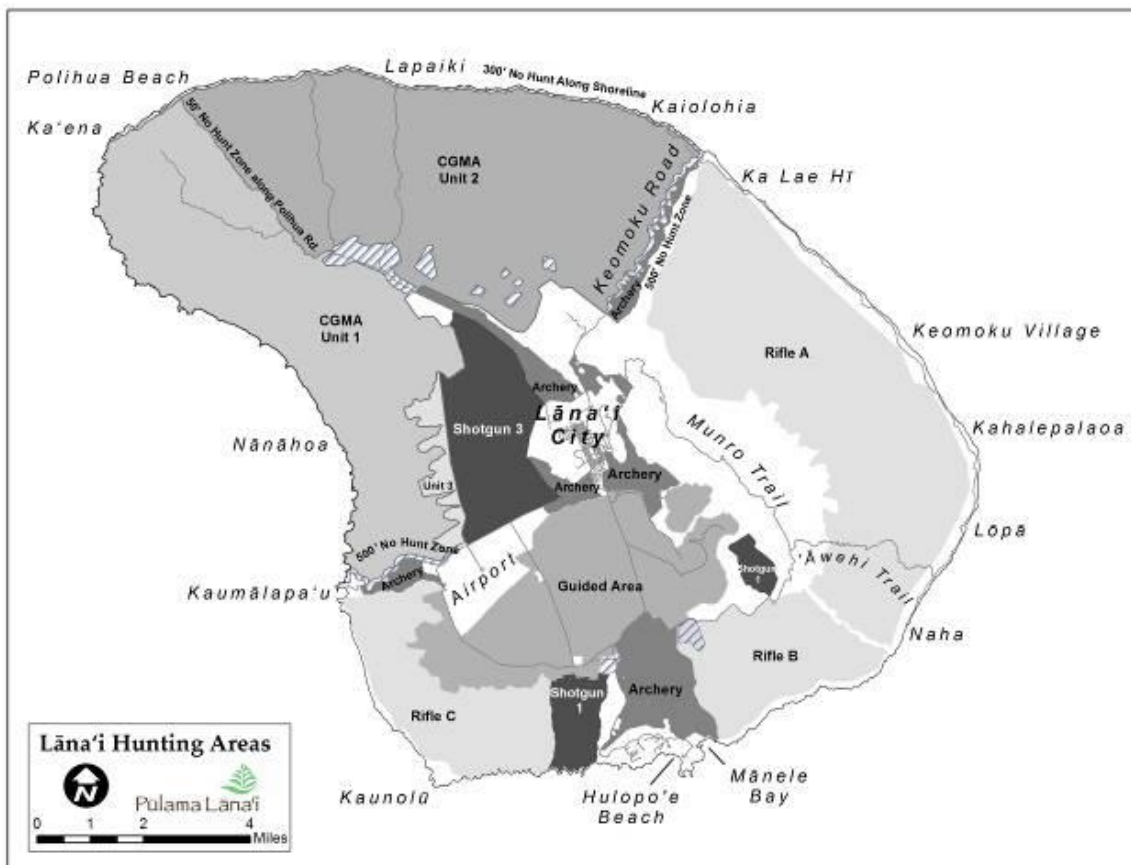 Polihua Beach
Lapaiki
300' No Hunt Along Shoreline
Kaiolohia
Ka‘ena
50' No Hunt Zone along Polihua Rd.
CGMA
Unit 2
Keomoku Road
Ka Lae Hī
500' No Hunt Zone
Archery
CGMA
Unit 1
Keomoku Village
Rifle A
Archery
Lāna‘i
City
Kahalepalaoa
Nānāhoa
Shotgun 3
Munro Trail
Unit 3
Archery
Archery
Lōpā
500' No Hunt Zone
Archery
Airport
Shotgun
1
‘Āwehi Trail
Kaumālapa‘u
Guided Area
Naha
Rifle B
Archery
Shotgun
1
Rifle C
Kaunolū
Hulopo‘e
Beach
Mānele
Bay
Lāna‘i Hunting Areas
N
Pūlama Lāna‘i
0 1 2 4
Miles